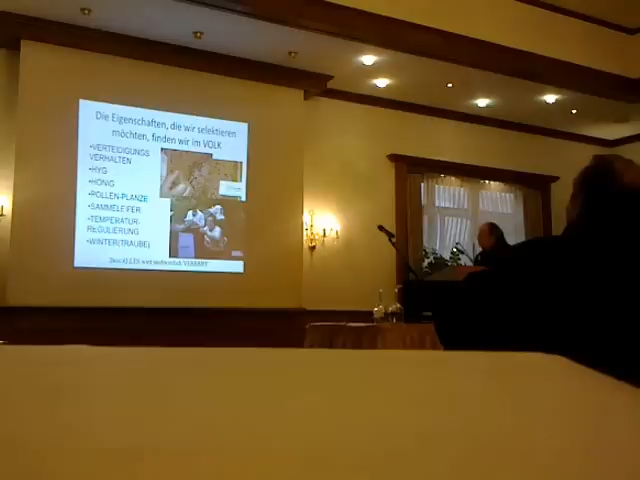 Die Eigenschaften, die wir selektieren
möchten, finden wir im VOLK
•VERTEIDIGUNGS
VERHALTEN
•HYG
•HONIG
•POLLEN-PLANZE
•SAMMELEIFER
•TEMPERATUR-
REGULIERUNG
•WINTER(TRAUBE)